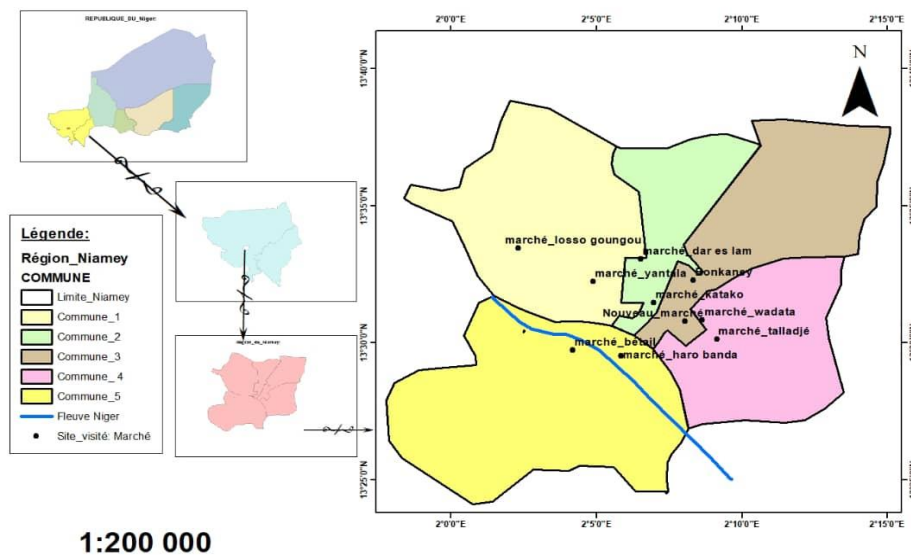 REPUBLIQUE_DU_Niger:
Légende:
Région_Niamey
COMMUNE
Limite_Niamey
Commune_1
Commune_2
Commune_3
Commune_ 4
Commune_5
Fleuve Niger
Site_visité: Marché
1:200 000
2°0'0"E
2°5'0"E
2°10'0"E
2°15'0"E
13°40'0"N
13°35'0"N
13°30'0"N
13°25'0"N
N
marché_losso goungou
marché_dar es lam
marché_yantala
Bonkaney
marché_katako
Nouveau_marché
marché_wadata
marché_talladjé
marché_bétail
marché_haro banda
2°0'0"E
2°5'0"E
2°10'0"E
2°15'0"E